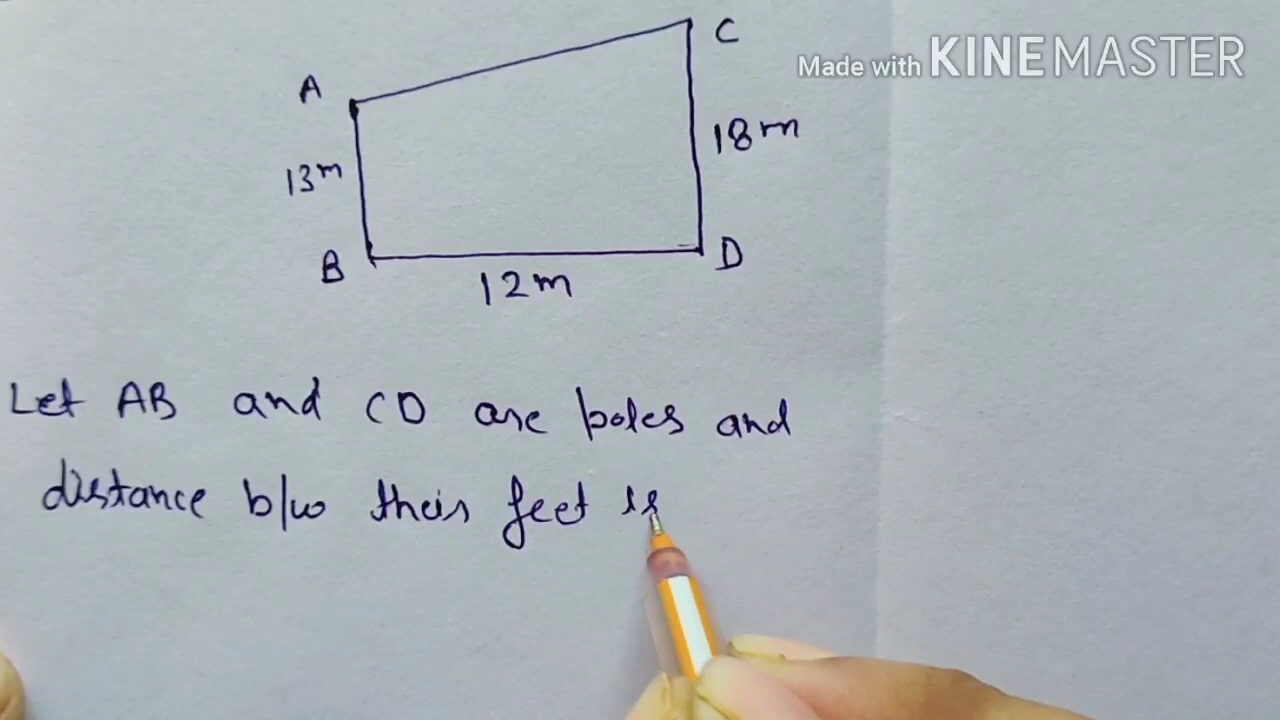 C
Made with KINEMASTER
A
18m
13m
B
D
12m
Let AB and CD are poles and
distance b/w their feet is